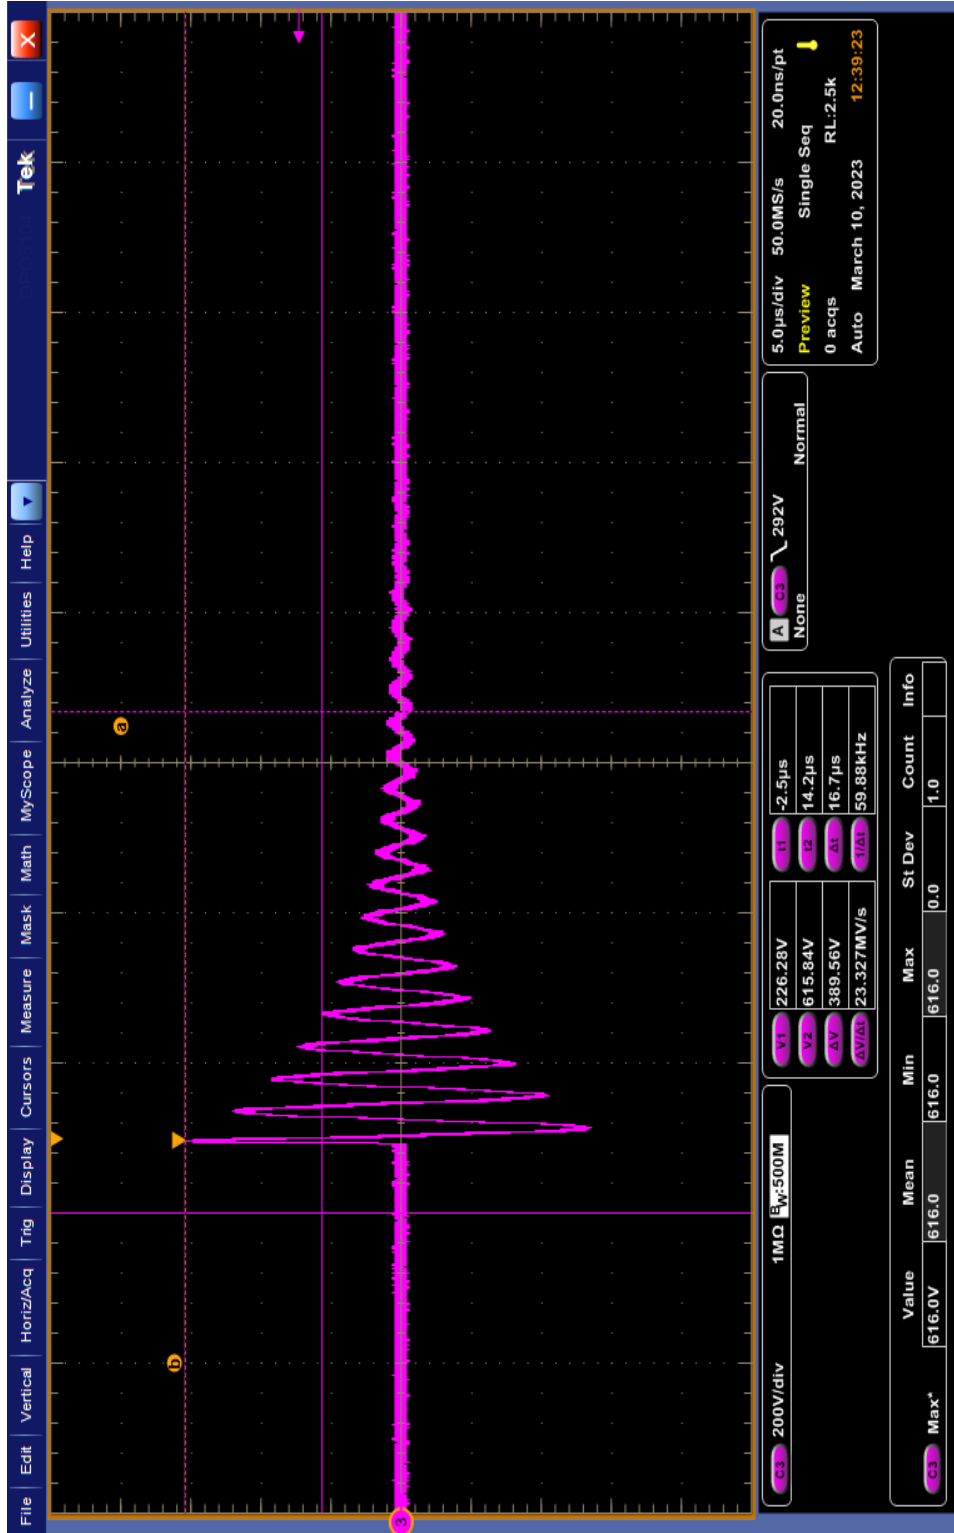 File Edit Vertical Horiz/Acq Trig Display Cursors Measure Mask Math MyScope Analyze Utilities Help Tek X
a
b
3
C3 200V/div 1MΩ BW:500M
V1 226.28V t1 -2.5µs
V2 615.84V t2 14.2µs
ΔV 389.56V Δt 16.7µs
ΔV/Δt 23.327MV/s 1/Δt 59.88kHz
A C3 292V
None Normal
5.0µs/div 50.0MS/s 20.0ns/pt
Preview Single Seq
0 acqs RL:2.5k
Auto March 10, 2023 12:39:23
Value Mean Min Max St Dev Count Info
C3 Max* 616.0V 616.0 616.0 616.0 0.0 1.0